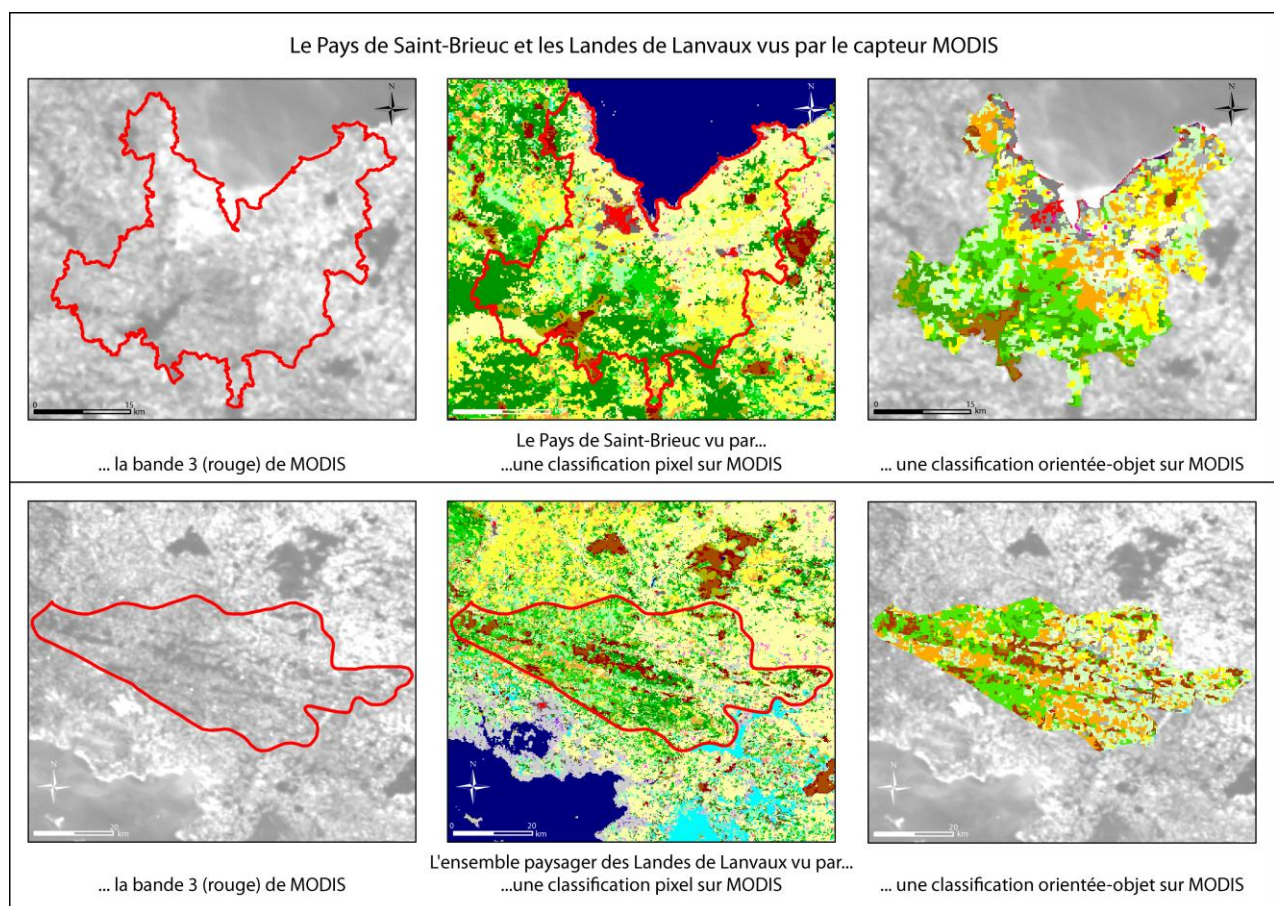 Le Pays de Saint-Brieuc et les Landes de Lanvaux vus par le capteur MODIS
N
N
N
0 15
km
0 15
km
Le Pays de Saint-Brieuc vu par...
... la bande 3 (rouge) de MODIS
...une classification pixel sur MODIS
... une classification orientée-objet sur MODIS
N
N
N
0 20
km
0 20
km
20
km
L'ensemble paysager des Landes de Lanvaux vu par...
... la bande 3 (rouge) de MODIS
...une classification pixel sur MODIS
... une classification orientée-objet sur MODIS